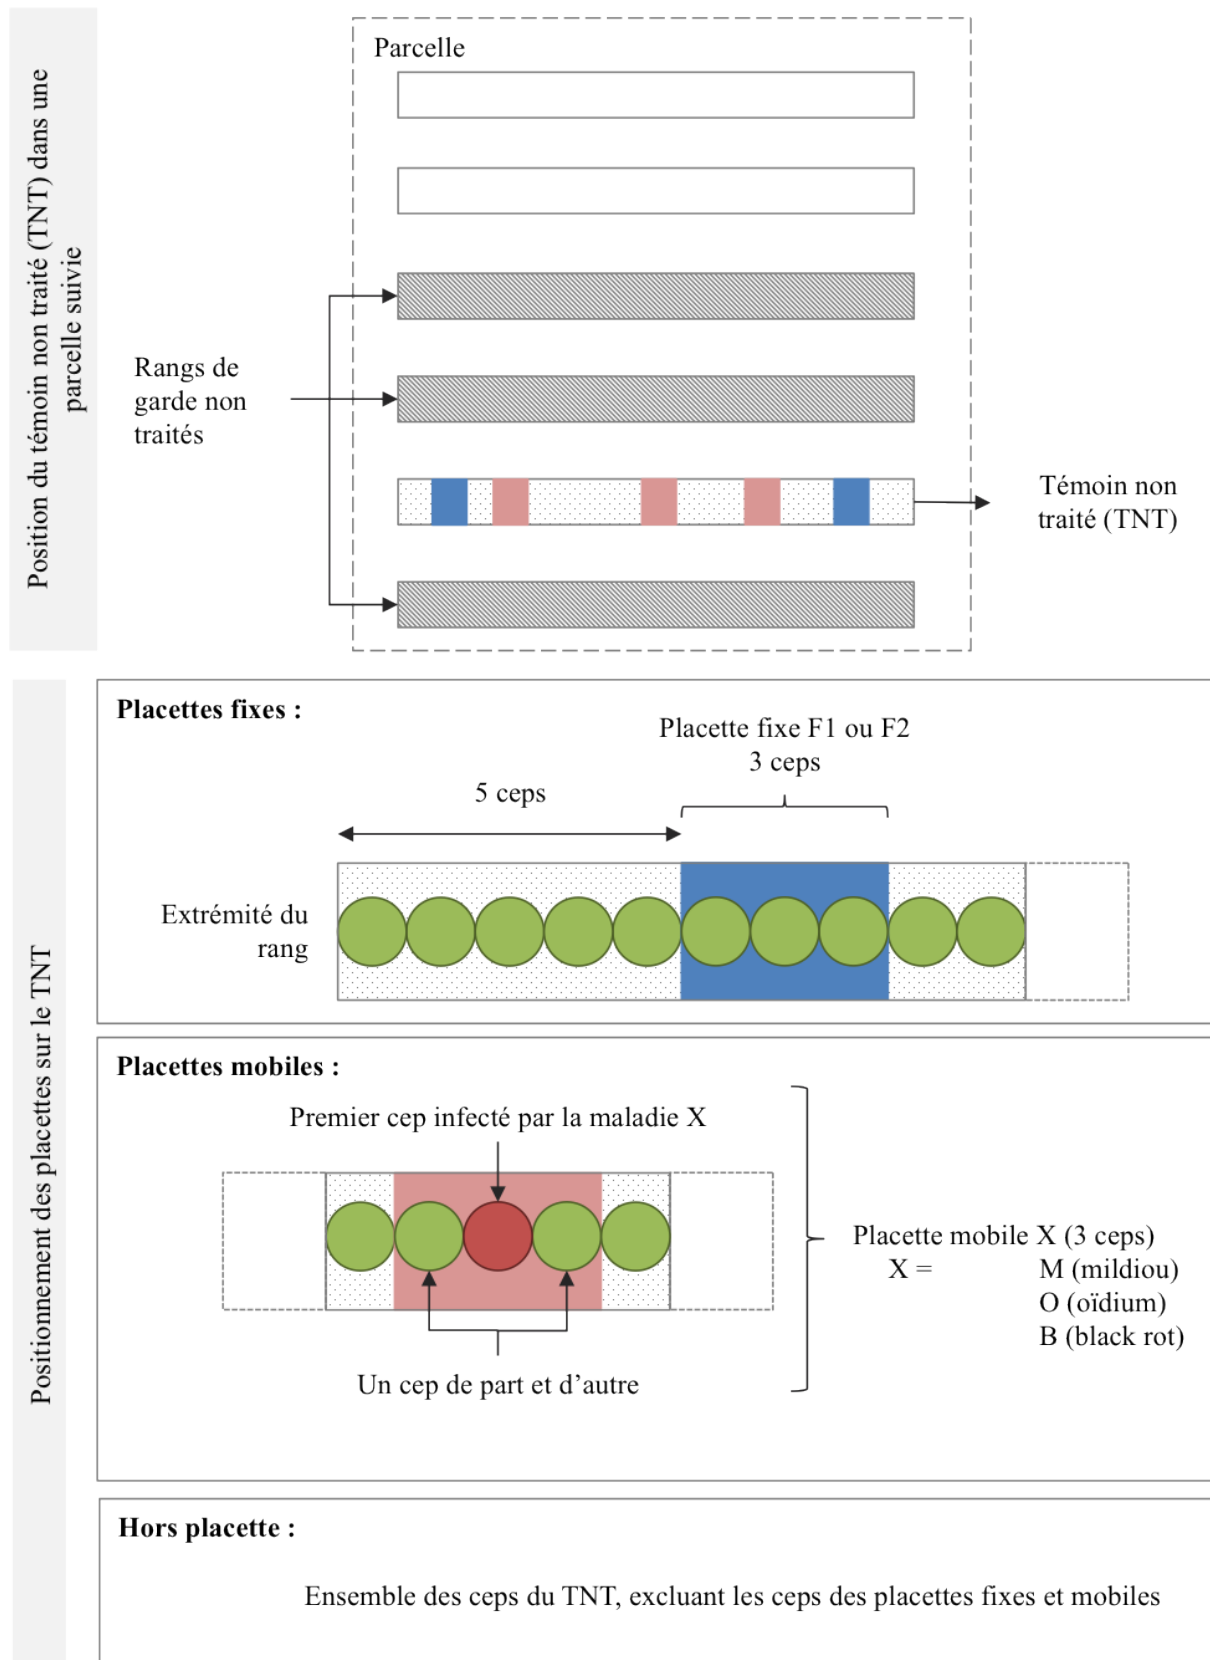 Position du témoin non traité (TNT) dans une
parcelle suivie
Parcelle
Rangs de
garde non
traités
Témoin non
traité (TNT)
Positionnement des placettes sur le TNT
Placettes fixes :
Placette fixe F1 ou F2
3 ceps
5 ceps
Extrémité du
rang
Placettes mobiles :
Premier cep infecté par la maladie X
Placette mobile X (3 ceps)
X = M (mildiou)
O (oïdium)
B (black rot)
Un cep de part et d’autre
Hors placette :
Ensemble des ceps du TNT, excluant les ceps des placettes fixes et mobiles